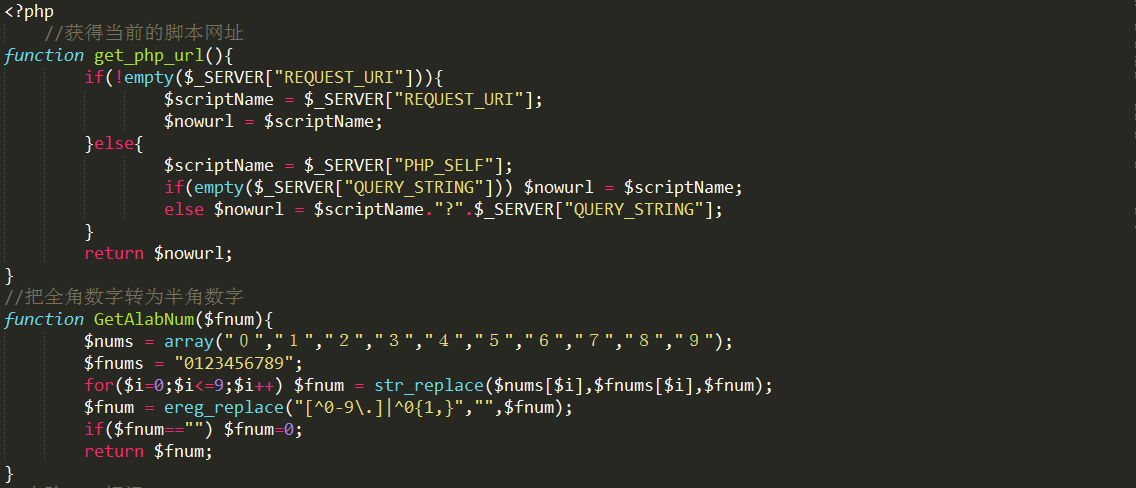 <?php
//获得当前的脚本网址
function get_php_url(){
if(!empty($_SERVER["REQUEST_URI"])){
$scriptName = $_SERVER["REQUEST_URI"];
$nowurl = $scriptName;
}else{
$scriptName = $_SERVER["PHP_SELF"];
if(empty($_SERVER["QUERY_STRING"])) $nowurl = $scriptName;
else $nowurl = $scriptName."?".$_SERVER["QUERY_STRING"];
}
return $nowurl;
}
//把全角数字转为半角数字
function GetAlabNum($fnum){
$nums = array("０","１","２","３","４","５","６","７","８","９");
$fnums = "0123456789";
for($i=0;$i<=9;$i++) $fnum = str_replace($nums[$i],$fnums[$i],$fnum);
$fnum = ereg_replace("[^0-9\.]|^0{1,}","",$fnum);
if($fnum=="") $fnum=0;
return $fnum;
}